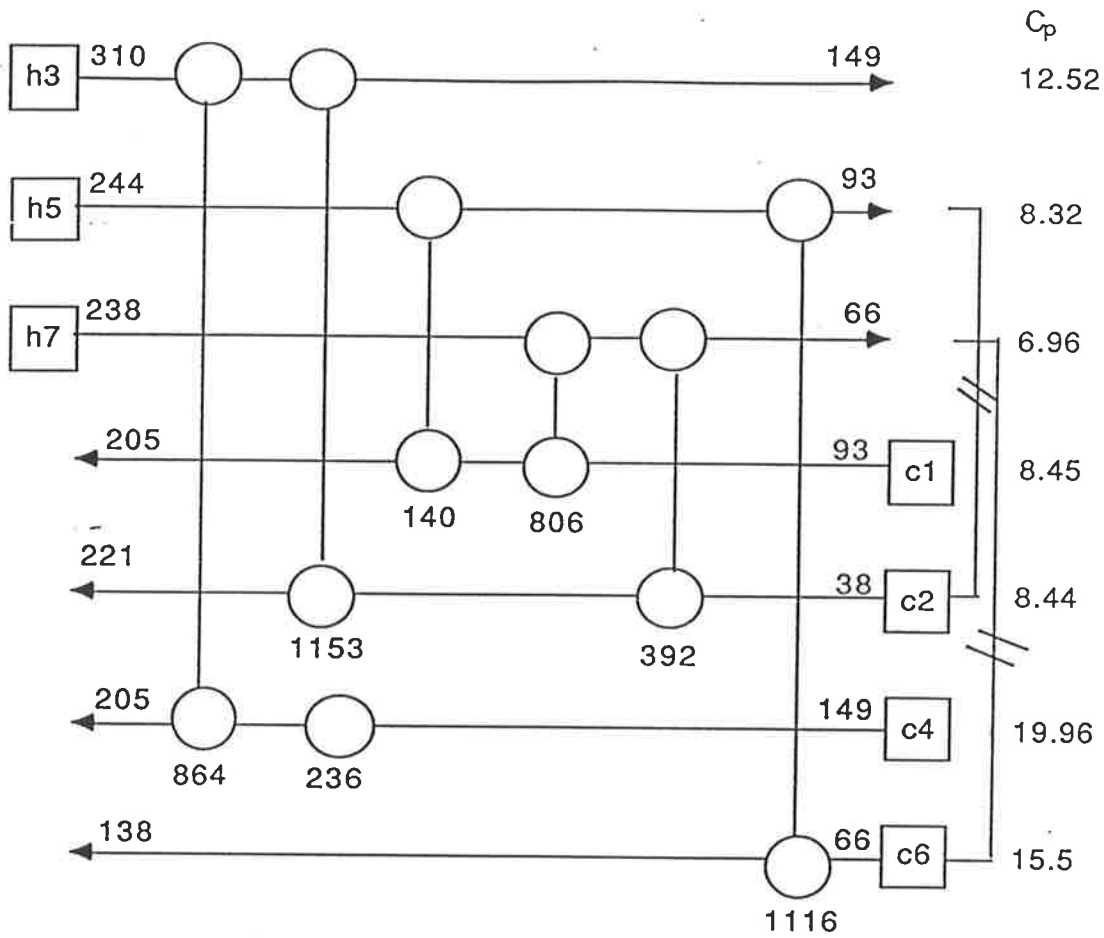 Cp
h3 310 149 12.52
h5 244 93 8.32
h7 238 66 6.96
205 93 c1 8.45
140 806
221 38 c2 8.44
1153 392
205 149 c4 19.96
864 236
138 66 c6 15.5
1116